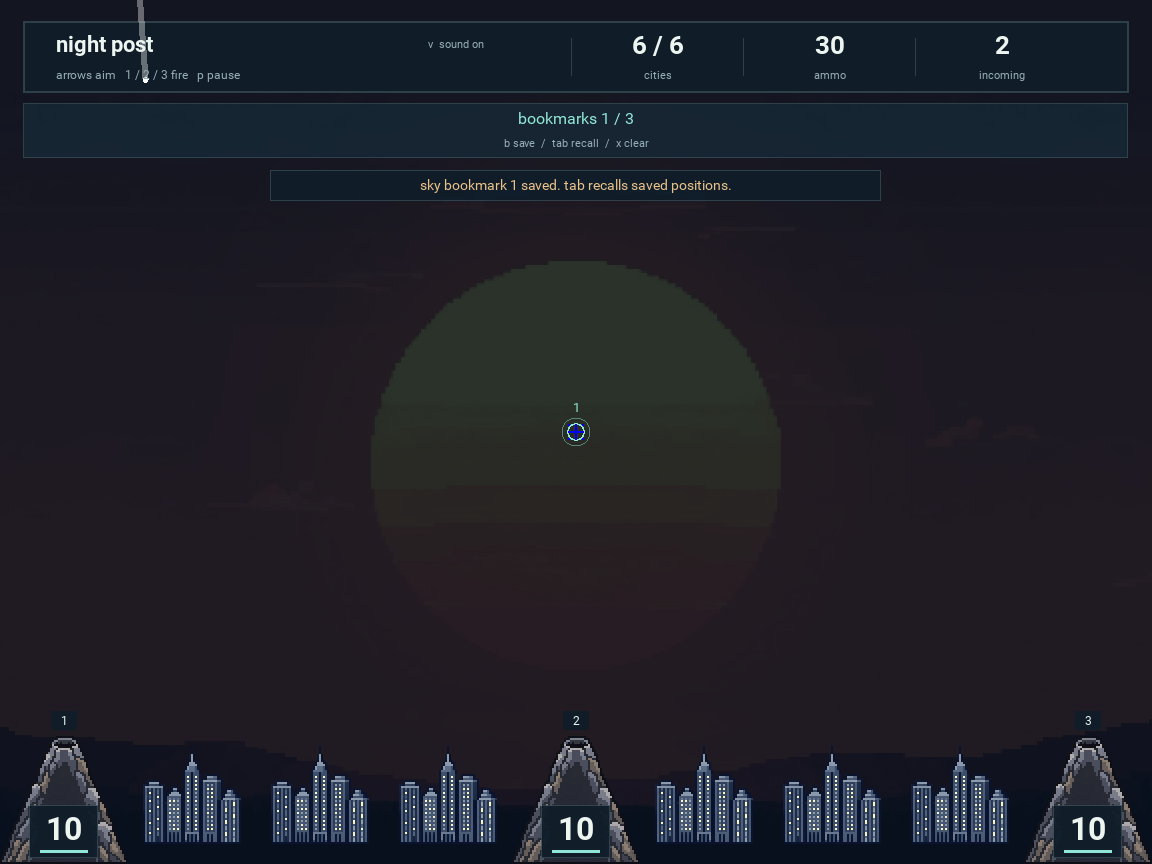 night post
v sound on
6 / 6
30
2
arrows aim 1 / 2 / 3 fire p pause
cities
ammo
incoming
bookmarks 1 / 3
b save / tab recall / x clear
sky bookmark 1 saved. tab recalls saved positions.
1
1
2
3
10
10
10